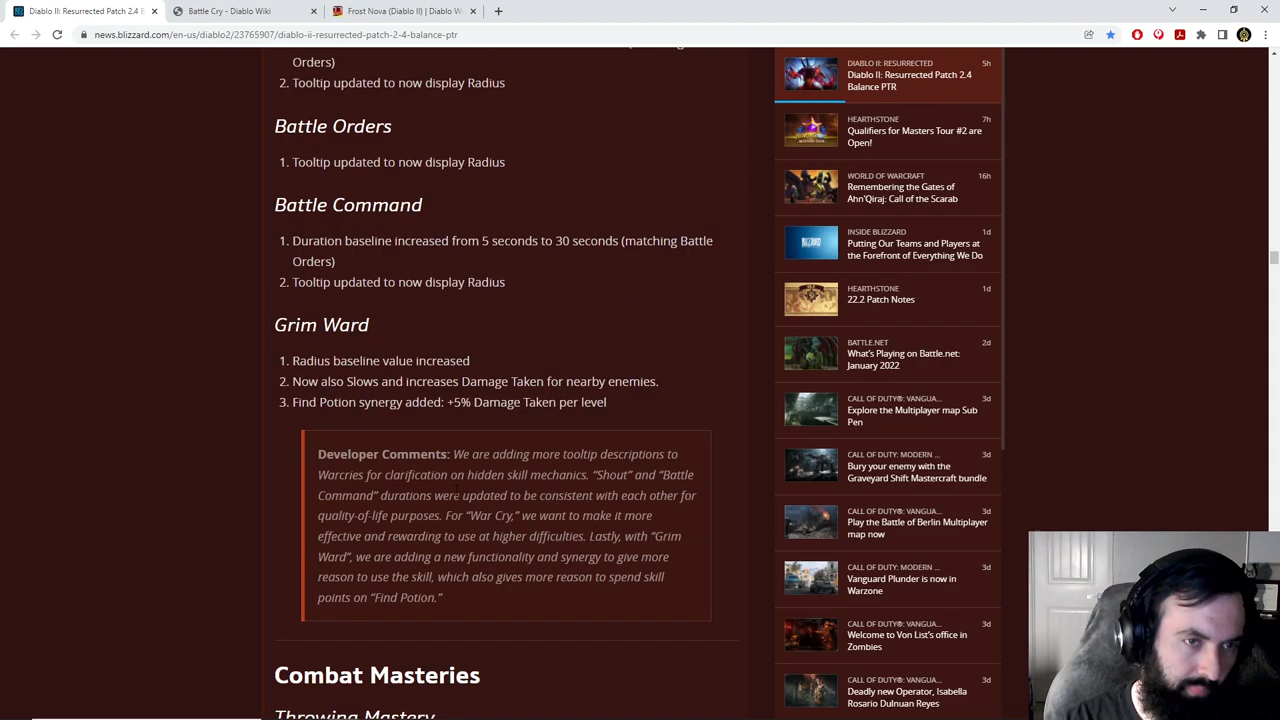 Diablo II: Resurrected Patch 2.4 B
Battle Cry - Diablo Wiki
Frost Nova (Diablo II) | Diablo W
news.blizzard.com/en-us/diablo2/23765907/diablo-ii-resurrected-patch-2-4-balance-ptr
Orders)
2. Tooltip updated to now display Radius
Battle Orders
1. Tooltip updated to now display Radius
Battle Command
1. Duration baseline increased from 5 seconds to 30 seconds (matching Battle
Orders)
2. Tooltip updated to now display Radius
Grim Ward
1. Radius baseline value increased
2. Now also Slows and increases Damage Taken for nearby enemies.
3. Find Potion synergy added: +5% Damage Taken per level
Developer Comments: We are adding more tooltip descriptions to
Warcries for clarification on hidden skill mechanics. “Shout” and “Battle
Command” durations were updated to be consistent with each other for
quality-of-life purposes. For “War Cry,” we want to make it more
effective and rewarding to use at higher difficulties. Lastly, with “Grim
Ward”, we are adding a new functionality and synergy to give more
reason to use the skill, which also gives more reason to spend skill
points on “Find Potion.”
Combat Masteries
Throwing Mastery
DIABLO II: RESURRECTED 5h
Diablo II: Resurrected Patch 2.4
Balance PTR
HEARTHSTONE 7h
Qualifiers for Masters Tour #2 are
Open!
WORLD OF WARCRAFT 16h
Remembering the Gates of
Ahn'Qiraj: Call of the Scarab
INSIDE BLIZZARD 1d
Putting Our Teams and Players at
the Forefront of Everything We Do
HEARTHSTONE 1d
22.2 Patch Notes
BATTLE.NET 2d
What's Playing on Battle.net:
January 2022
CALL OF DUTY®: VANGUA... 3d
Explore the Multiplayer map Sub
Pen
CALL OF DUTY: MODERN ... 3d
Bury your enemy with the
Graveyard Shift Mastercraft bundle
CALL OF DUTY®: VANGUA... 3d
Play the Battle of Berlin Multiplayer
map now
CALL OF DUTY: MODERN ... 3d
Vanguard Plunder is now in
Warzone
CALL OF DUTY®: VANGUA... 3d
Welcome to Von List's office in
Zombies
CALL OF DUTY®: VANGUA... 3d
Deadly new Operator, Isabella
Rosario Dulnuan Reyes